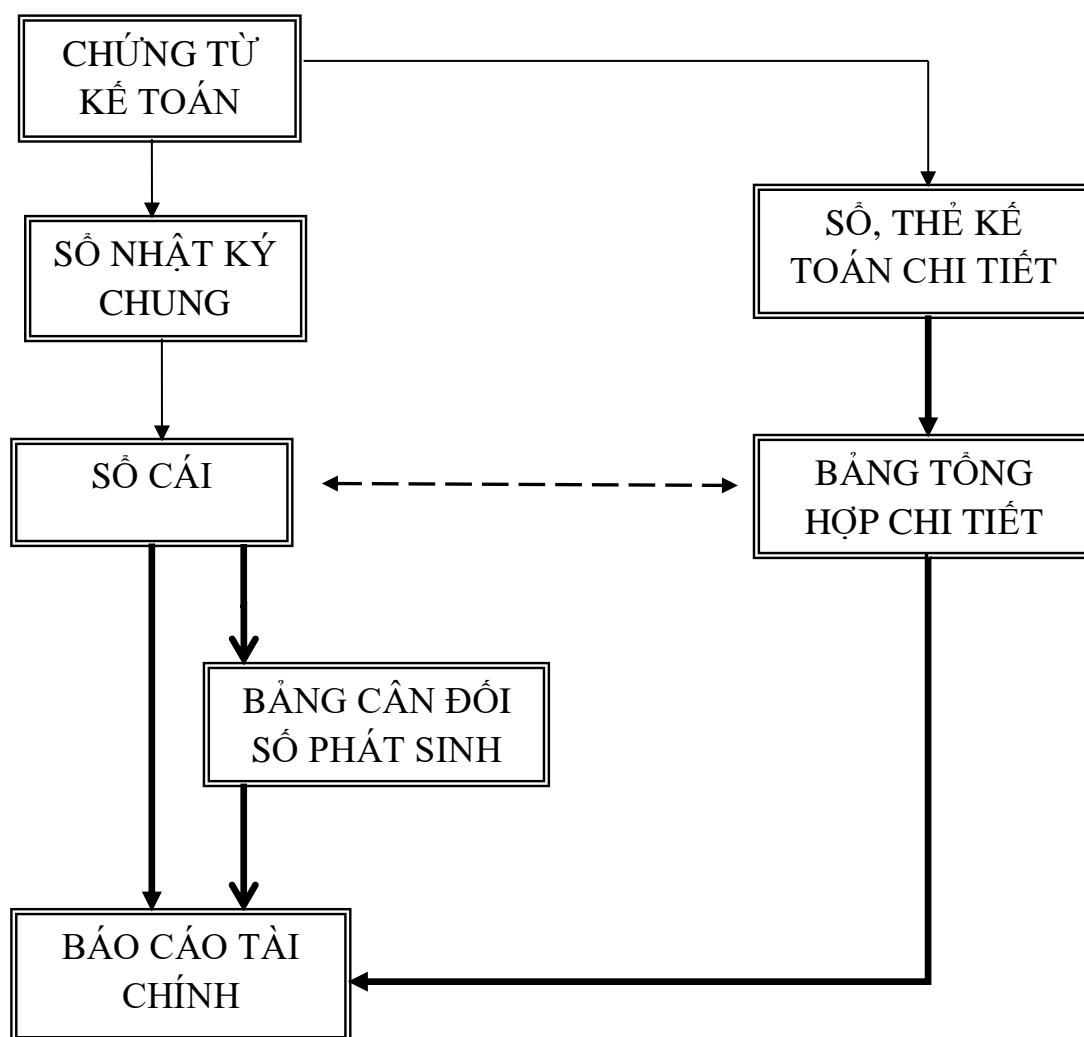 CHỨNG TỪ
KẾ TOÁN
SỔ NHẬT KÝ
CHUNG
SỔ, THẺ KẾ
TOÁN CHI TIẾT
SỔ CÁI
BẢNG TỔNG
HỢP CHI TIẾT
BẢNG CÂN ĐỐI
SỐ PHÁT SINH
BÁO CÁO TÀI
CHÍNH